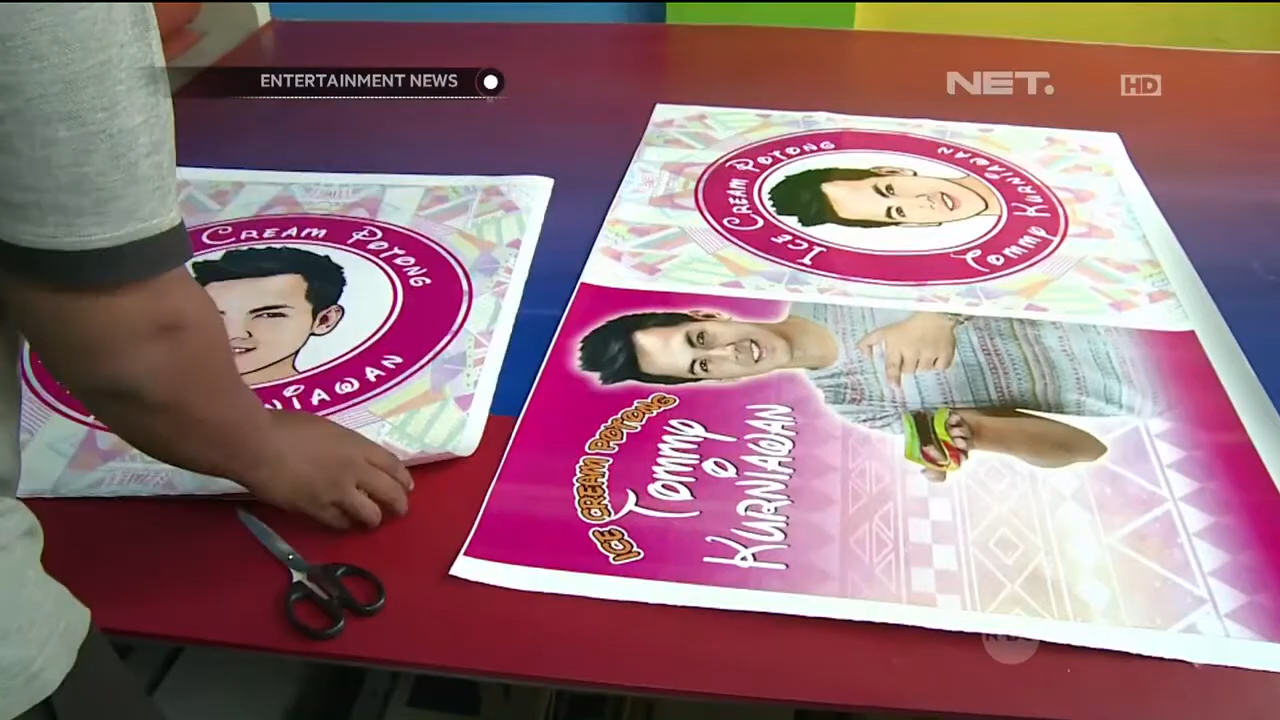 ENTERTAINMENT NEWS
NET.
HD
CREAM POTONG
NIAWAN
ICE CREAM POTONG
Tommy KURNIAWAN
ICE CREAM POTONG
Tommy
KURNIAWAN